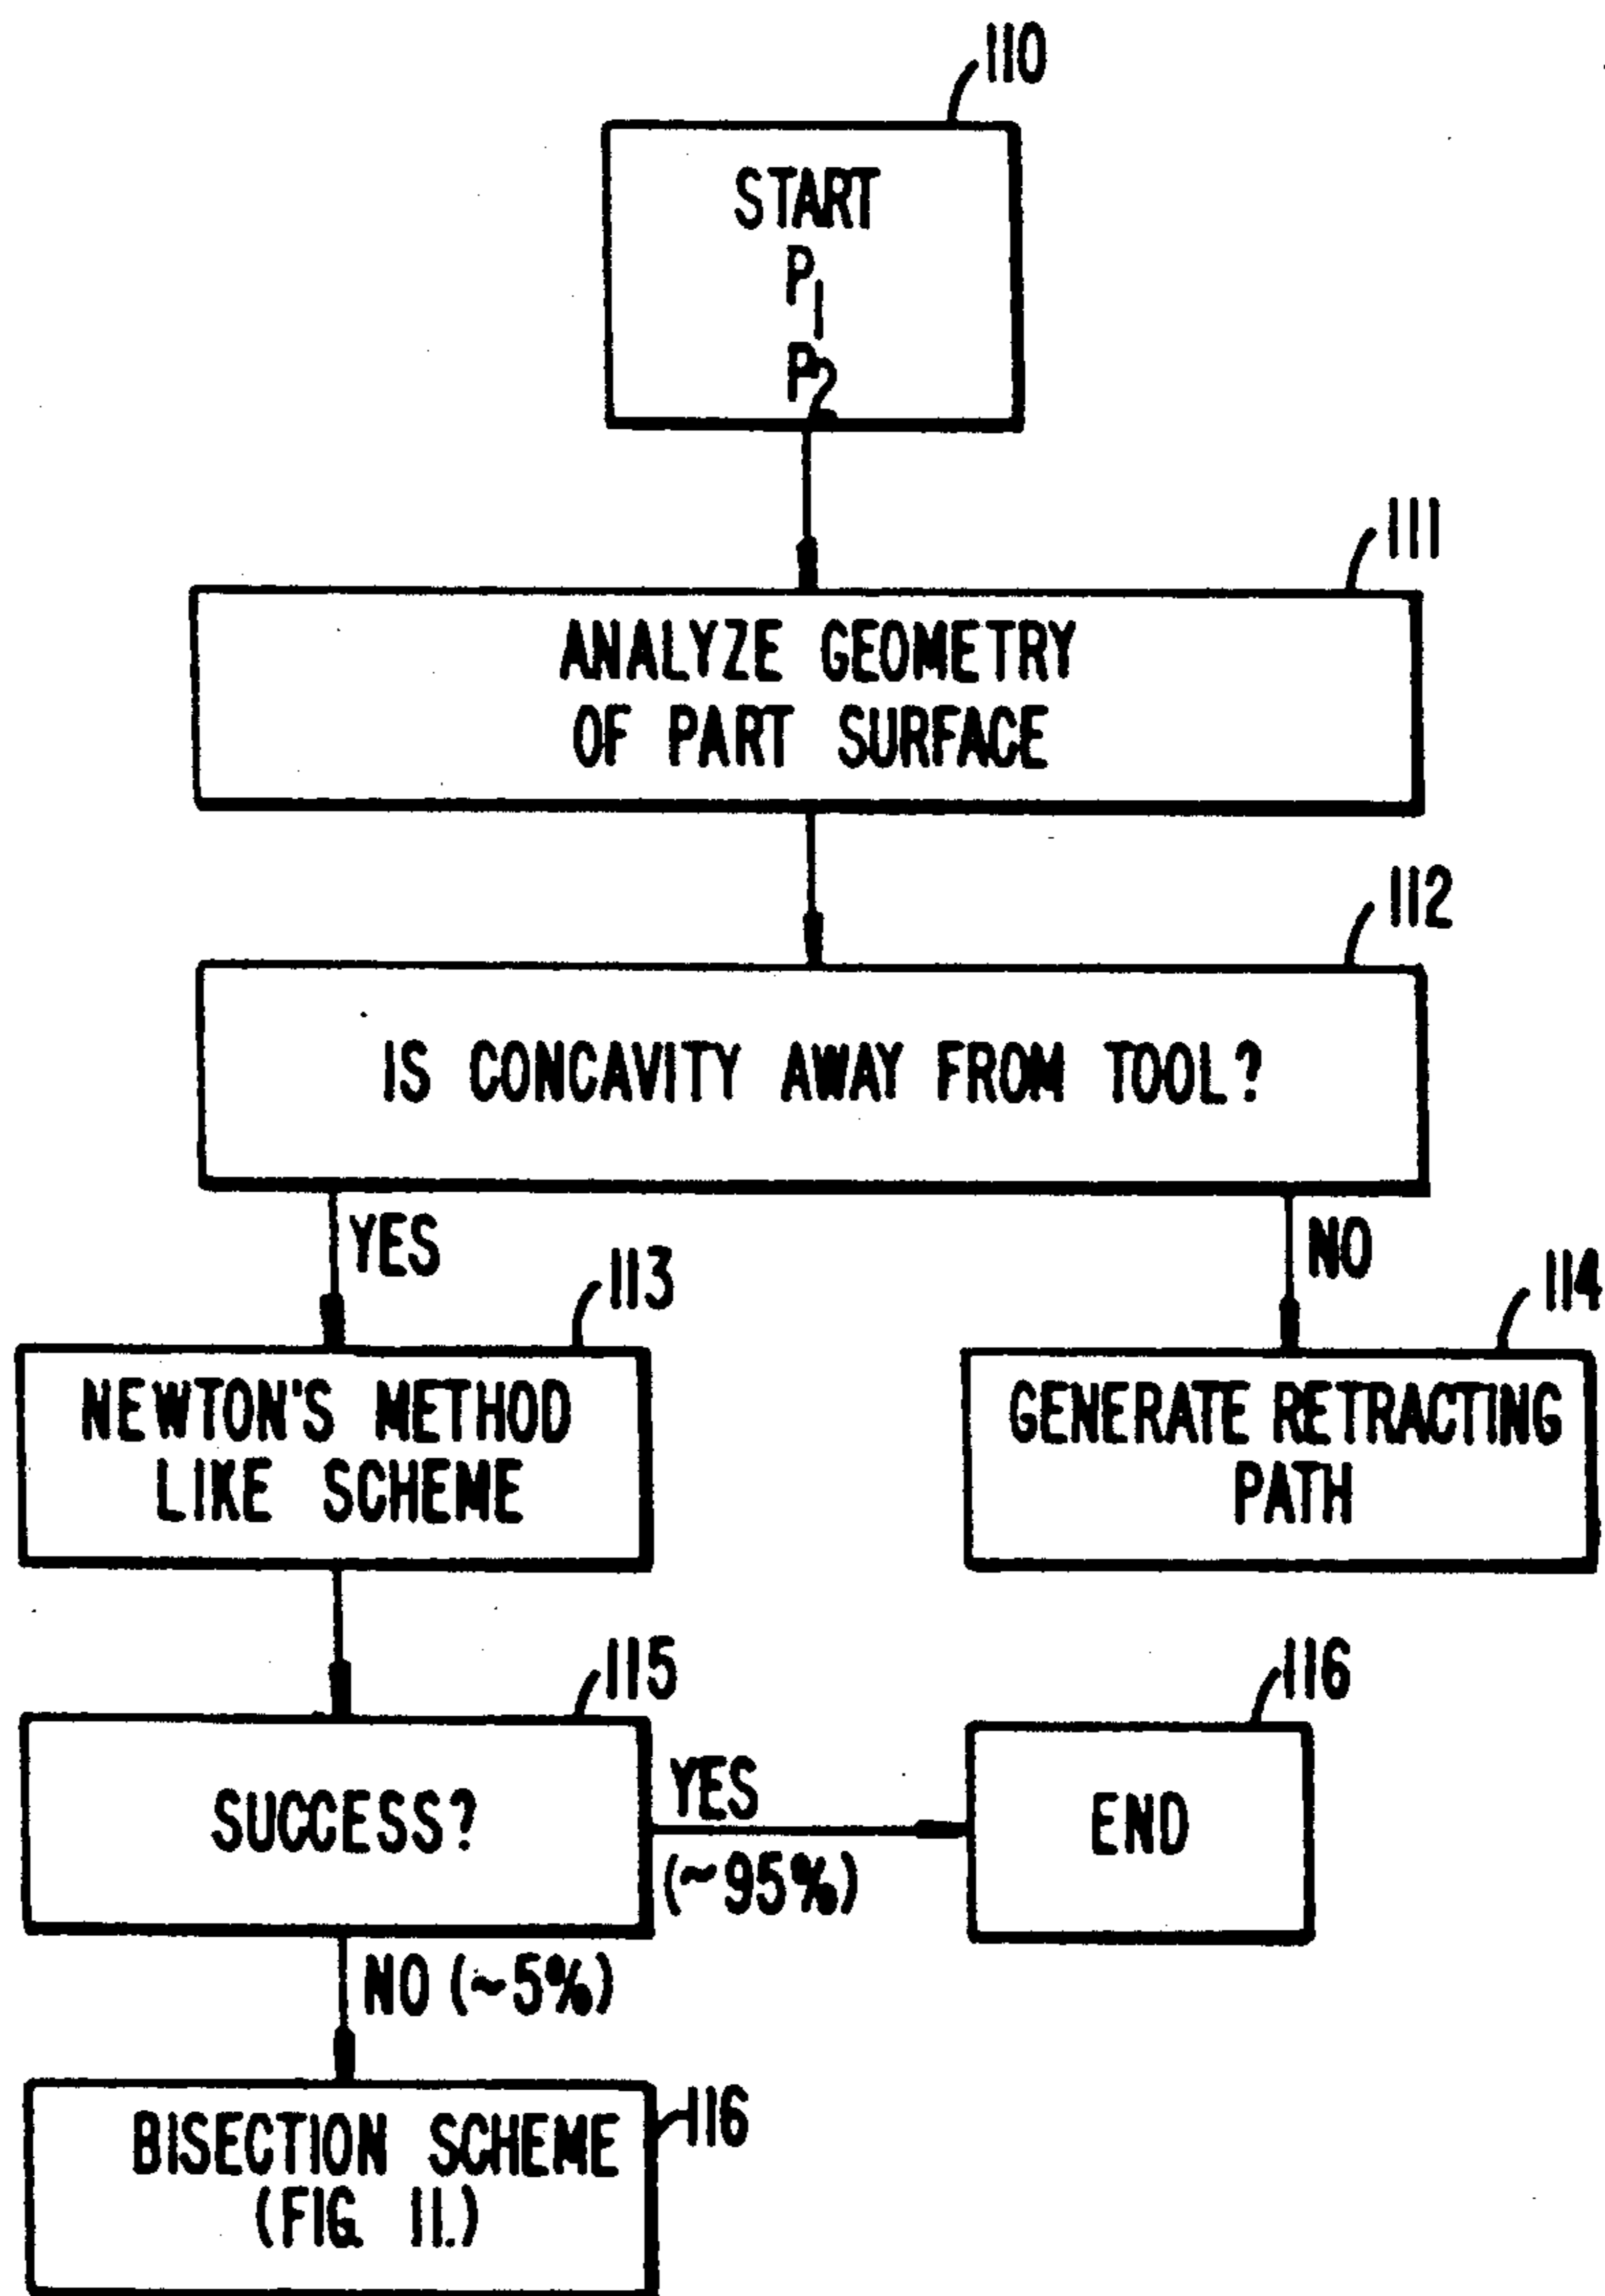 110
START
P1
P2
111
ANALYZE GEOMETRY
OF PART SURFACE
112
IS CONCAVITY AWAY FROM TOOL?
YES
NO
113
NEWTON'S METHOD
LIKE SCHEME
114
GENERATE RETRACTING
PATH
115
SUCCESS?
YES
(~95%)
116
END
NO (~5%)
116
BISECTION SCHEME
(FIG. 11.)